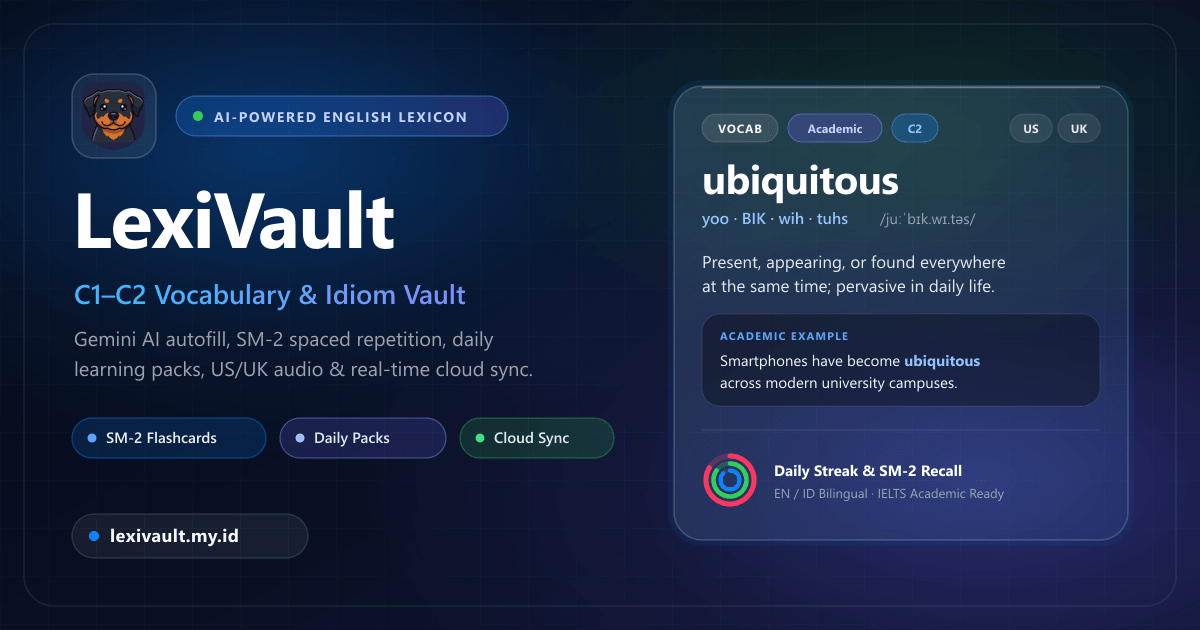 AI-POWERED ENGLISH LEXICON
LexiVault
C1–C2 Vocabulary & Idiom Vault
Gemini AI autofill, SM-2 spaced repetition, daily
learning packs, US/UK audio & real-time cloud sync.
SM-2 Flashcards
Daily Packs
Cloud Sync
lexivault.my.id
VOCAB
Academic
C2
US
UK
ubiquitous
yoo · BIK · wih · tuhs
/juːˈbɪk.wɪ.təs/
Present, appearing, or found everywhere
at the same time; pervasive in daily life.
ACADEMIC EXAMPLE
Smartphones have become ubiquitous
across modern university campuses.
Daily Streak & SM-2 Recall
EN / ID Bilingual · IELTS Academic Ready